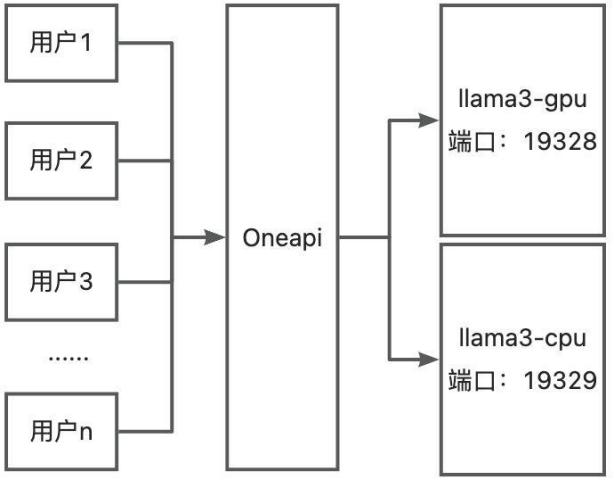 用户1
用户2
用户3
......
用户n
Oneapi
llama3-gpu
端口：19328
llama3-cpu
端口：19329